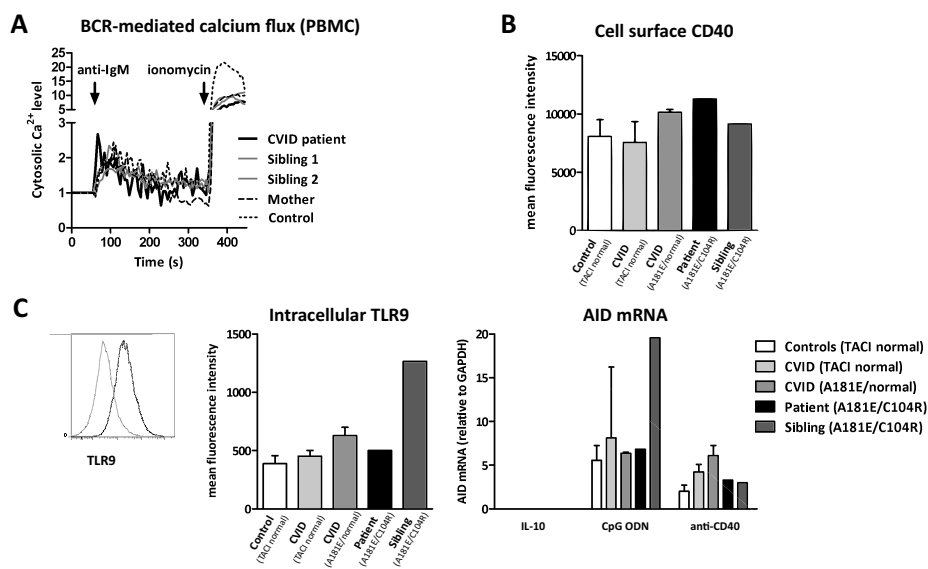 A
BCR-mediated calcium flux (PBMC)
Cytosolic Ca2+ level
25
20
15
10
5
3
2
1
0
anti-IgM
ionomycin
0
100
200
300
400
Time (s)
CVID patient
Sibling 1
Sibling 2
Mother
Control
B
Cell surface CD40
mean fluorescence intensity
15000
10000
5000
0
Control
(TACI normal)
CVID
(TACI normal)
CVID
(A181E/normal)
Patient
(A181E/C104R)
Sibling
(A181E/C104R)
C
0
TLR9
Intracellular TLR9
mean fluorescence intensity
1500
1000
500
0
Control
(TACI normal)
CVID
(TACI normal)
CVID
(A181E/normal)
Patient
(A181E/C104R)
Sibling
(A181E/C104R)
AID mRNA
AID mRNA (relative to GAPDH)
20
15
10
5
0
IL-10
CpG ODN
anti-CD40
Controls (TACI normal)
CVID (TACI normal)
CVID (A181E/normal)
Patient (A181E/C104R)
Sibling (A181E/C104R)